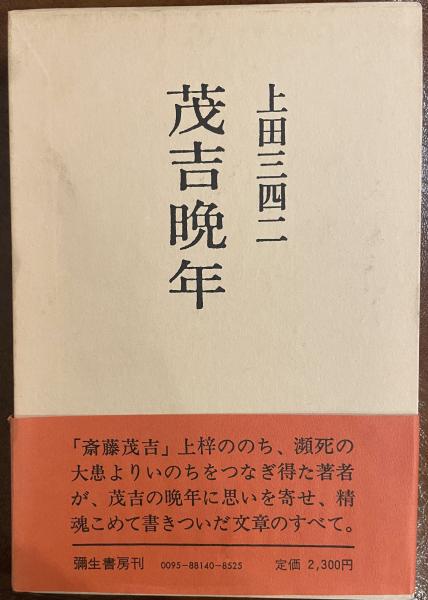 上田三四二
茂吉晩年
「斎藤茂吉」上梓ののち、瀕死の
大患よりいのちをつなぎ得た著者
が、茂吉の晩年に思いを寄せ、精
魂こめて書きついだ文章のすべて。
彌生書房刊 0095-88140-8525 定価 2,300円